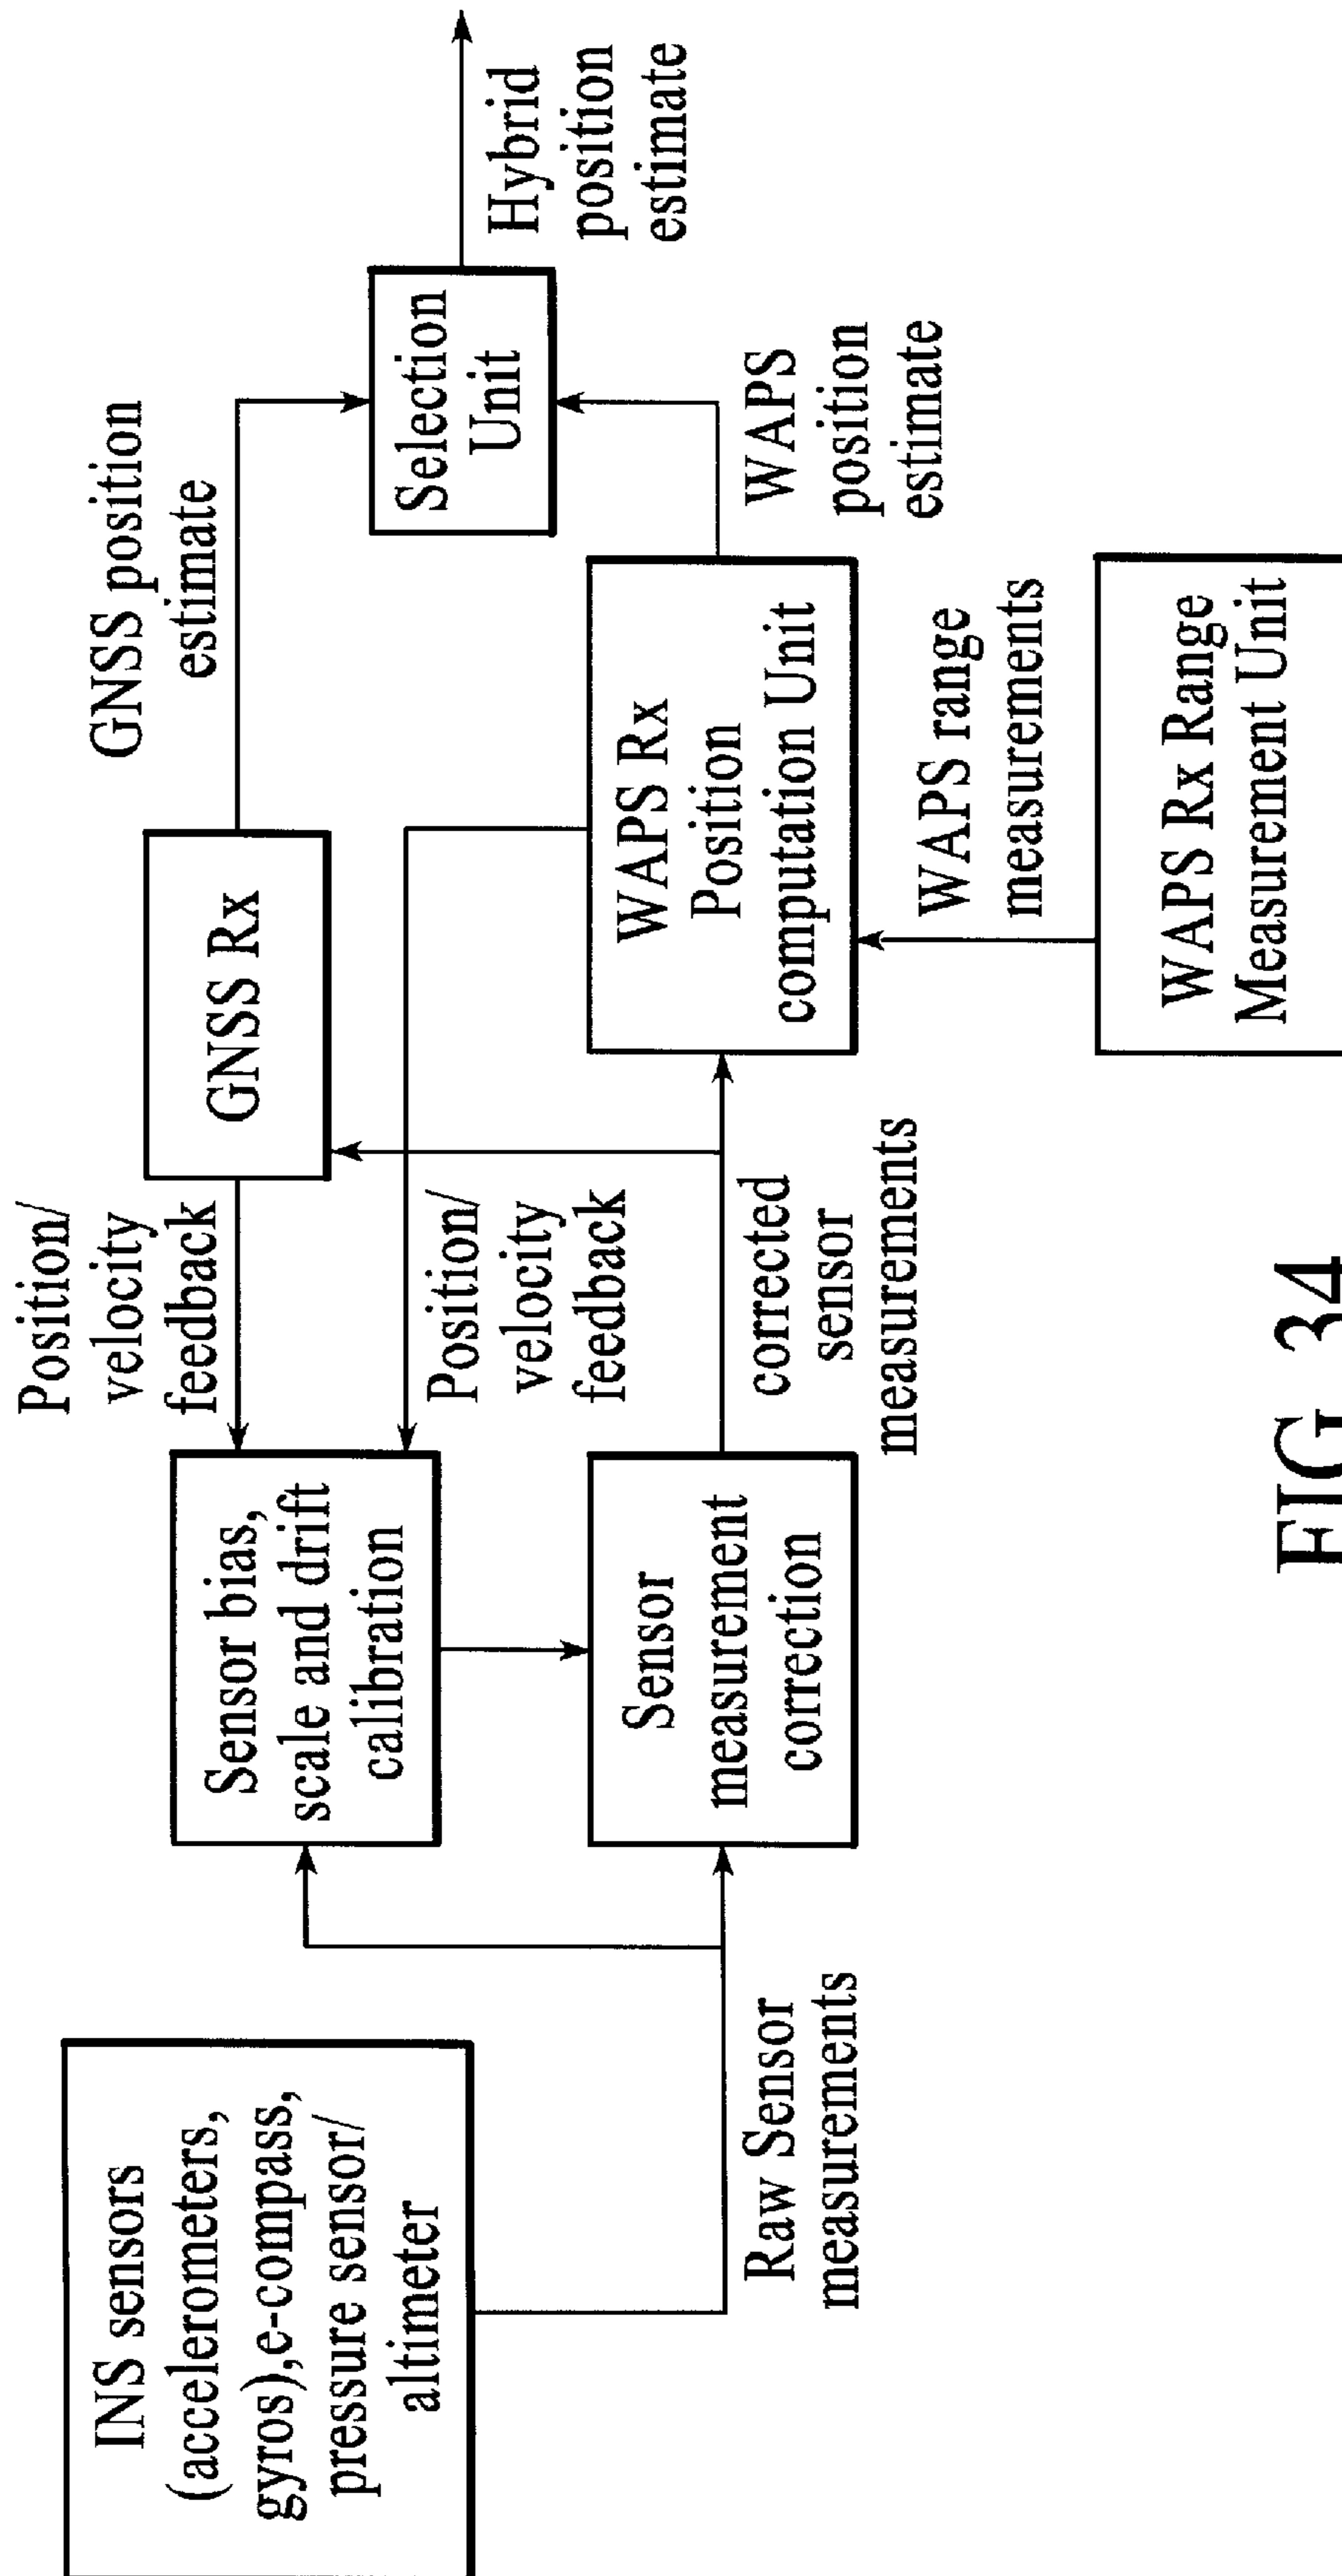 INS sensors
(accelerometers,
gyros),e-compass,
pressure sensor/
altimeter
Raw Sensor
measurements
Sensor bias,
scale and drift
calibration
Sensor
measurement
correction
Position/
velocity
feedback
Position/
velocity
feedback
corrected
sensor
measurements
GNSS Rx
WAPS Rx
Position
computation Unit
WAPS range
measurements
WAPS Rx Range
Measurement Unit
GNSS position
estimate
Selection
Unit
WAPS
position
estimate
Hybrid
position
estimate
FIG 34